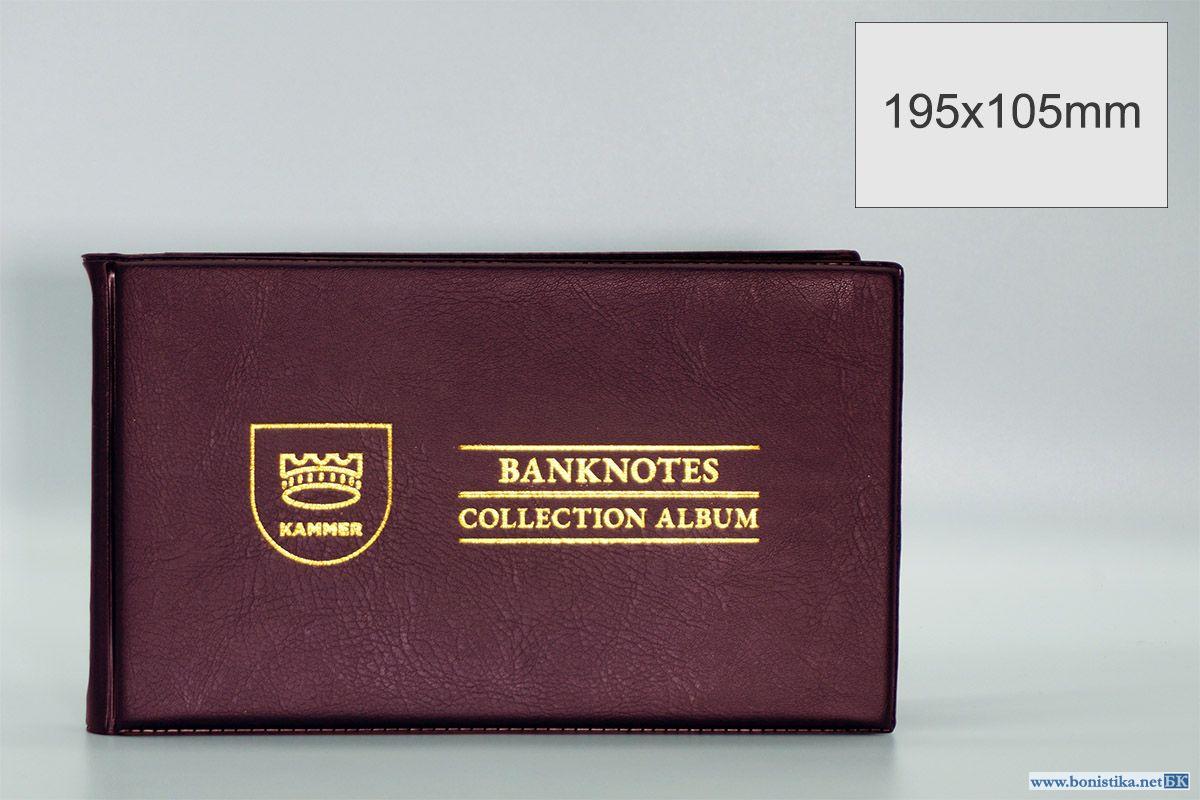 195x105mm
KAMMER
BANKNOTES
COLLECTION ALBUM
www.bonistika.netБК